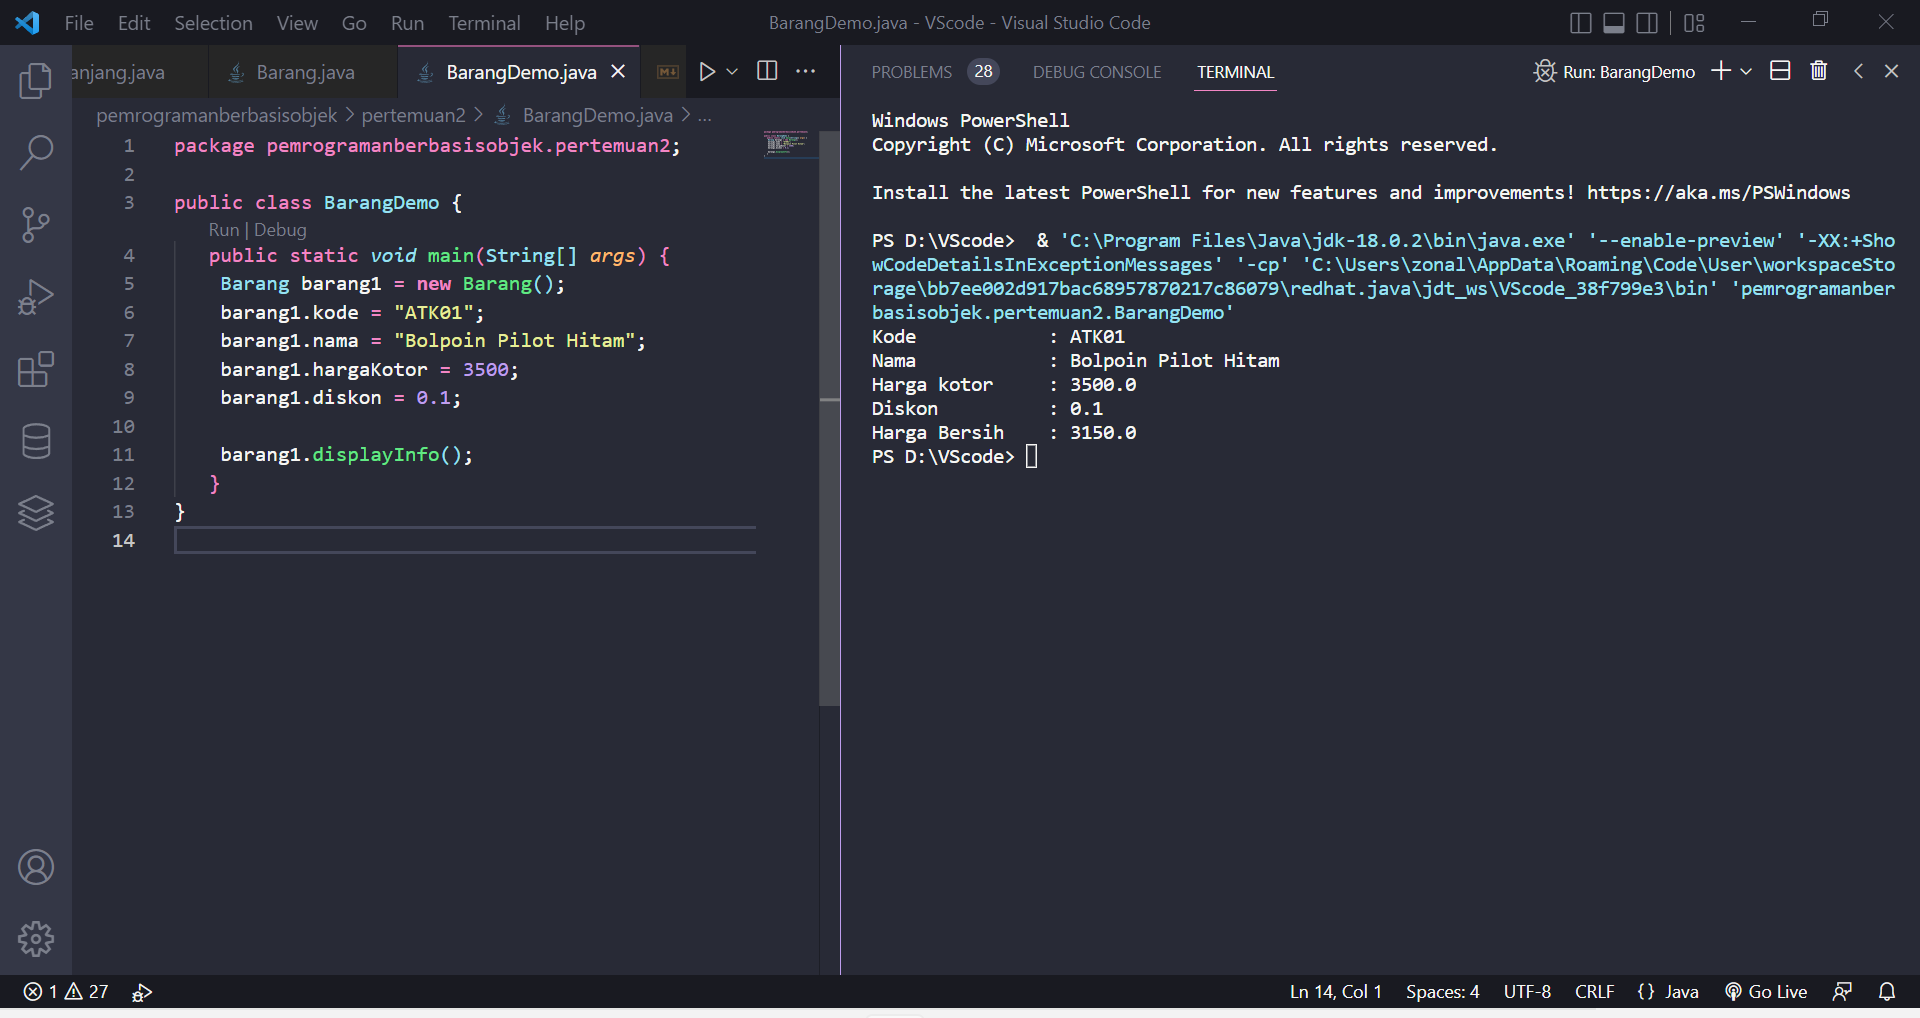 File Edit Selection View Go Run Terminal Help
BarangDemo.java - VScode - Visual Studio Code
anjang.java
Barang.java
BarangDemo.java
pemrogramanberbasisobjek > pertemuan2 > BarangDemo.java > ...
1 package pemrogramanberbasisobjek.pertemuan2;
2
3 public class BarangDemo {
Run | Debug
4 public static void main(String[] args) {
5 Barang barang1 = new Barang();
6 barang1.kode = "ATK01";
7 barang1.nama = "Bolpoin Pilot Hitam";
8 barang1.hargaKotor = 3500;
9 barang1.diskon = 0.1;
10
11 barang1.displayInfo();
12 }
13 }
14
PROBLEMS 28 DEBUG CONSOLE TERMINAL
Run: BarangDemo
Windows PowerShell
Copyright (C) Microsoft Corporation. All rights reserved.
Install the latest PowerShell for new features and improvements! https://aka.ms/PSWindows
PS D:\VScode>  & 'C:\Program Files\Java\jdk-18.0.2\bin\java.exe' '--enable-preview' '-XX:+Sho
wCodeDetailsInExceptionMessages' '-cp' 'C:\Users\zonal\AppData\Roaming\Code\User\workspaceSto
rage\bb7ee002d917bac68957870217c86079\redhat.java\jdt_ws\VScode_38f799e3\bin' 'pemrogramanber
basisobjek.pertemuan2.BarangDemo'
Kode : ATK01
Nama : Bolpoin Pilot Hitam
Harga kotor : 3500.0
Diskon : 0.1
Harga Bersih : 3150.0
PS D:\VScode>
1 27
Ln 14, Col 1 Spaces: 4 UTF-8 CRLF {} Java Go Live